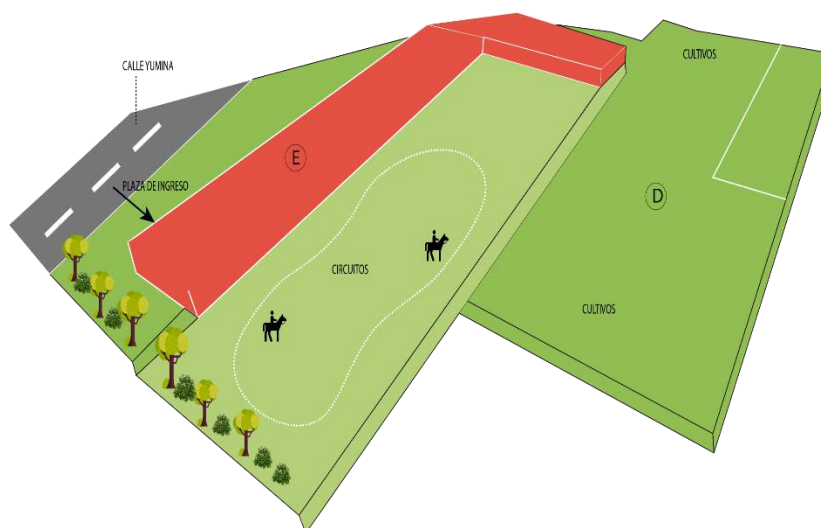 CULTIVOS
CALLE YUMINA
E
PLAZA DE INGRESO
D
CIRCUITOS
CULTIVOS